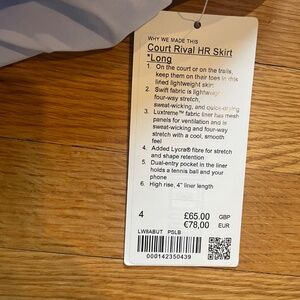 WHY WE MADE THIS
Court Rival HR Skirt
*Long
1. On the court or on the trails,
keep them on their toes in this
lined lightweight skirt
2. Swift fabric is lightweight,
four-way stretch,
sweat-wicking, and quick-drying
3. Luxtreme™ fabric liner has mesh
panels for ventilation and is
sweat-wicking and four-way
stretch with a cool, smooth
feel
4. Added Lycra® fibre for stretch
and shape retention
5. Dual-entry pocket in the liner
holds a tennis ball and your
phone
6. High rise, 4" liner length
4 £65.00 GBP
€78,00 EUR
LW8ABUT PSLB
000142350439